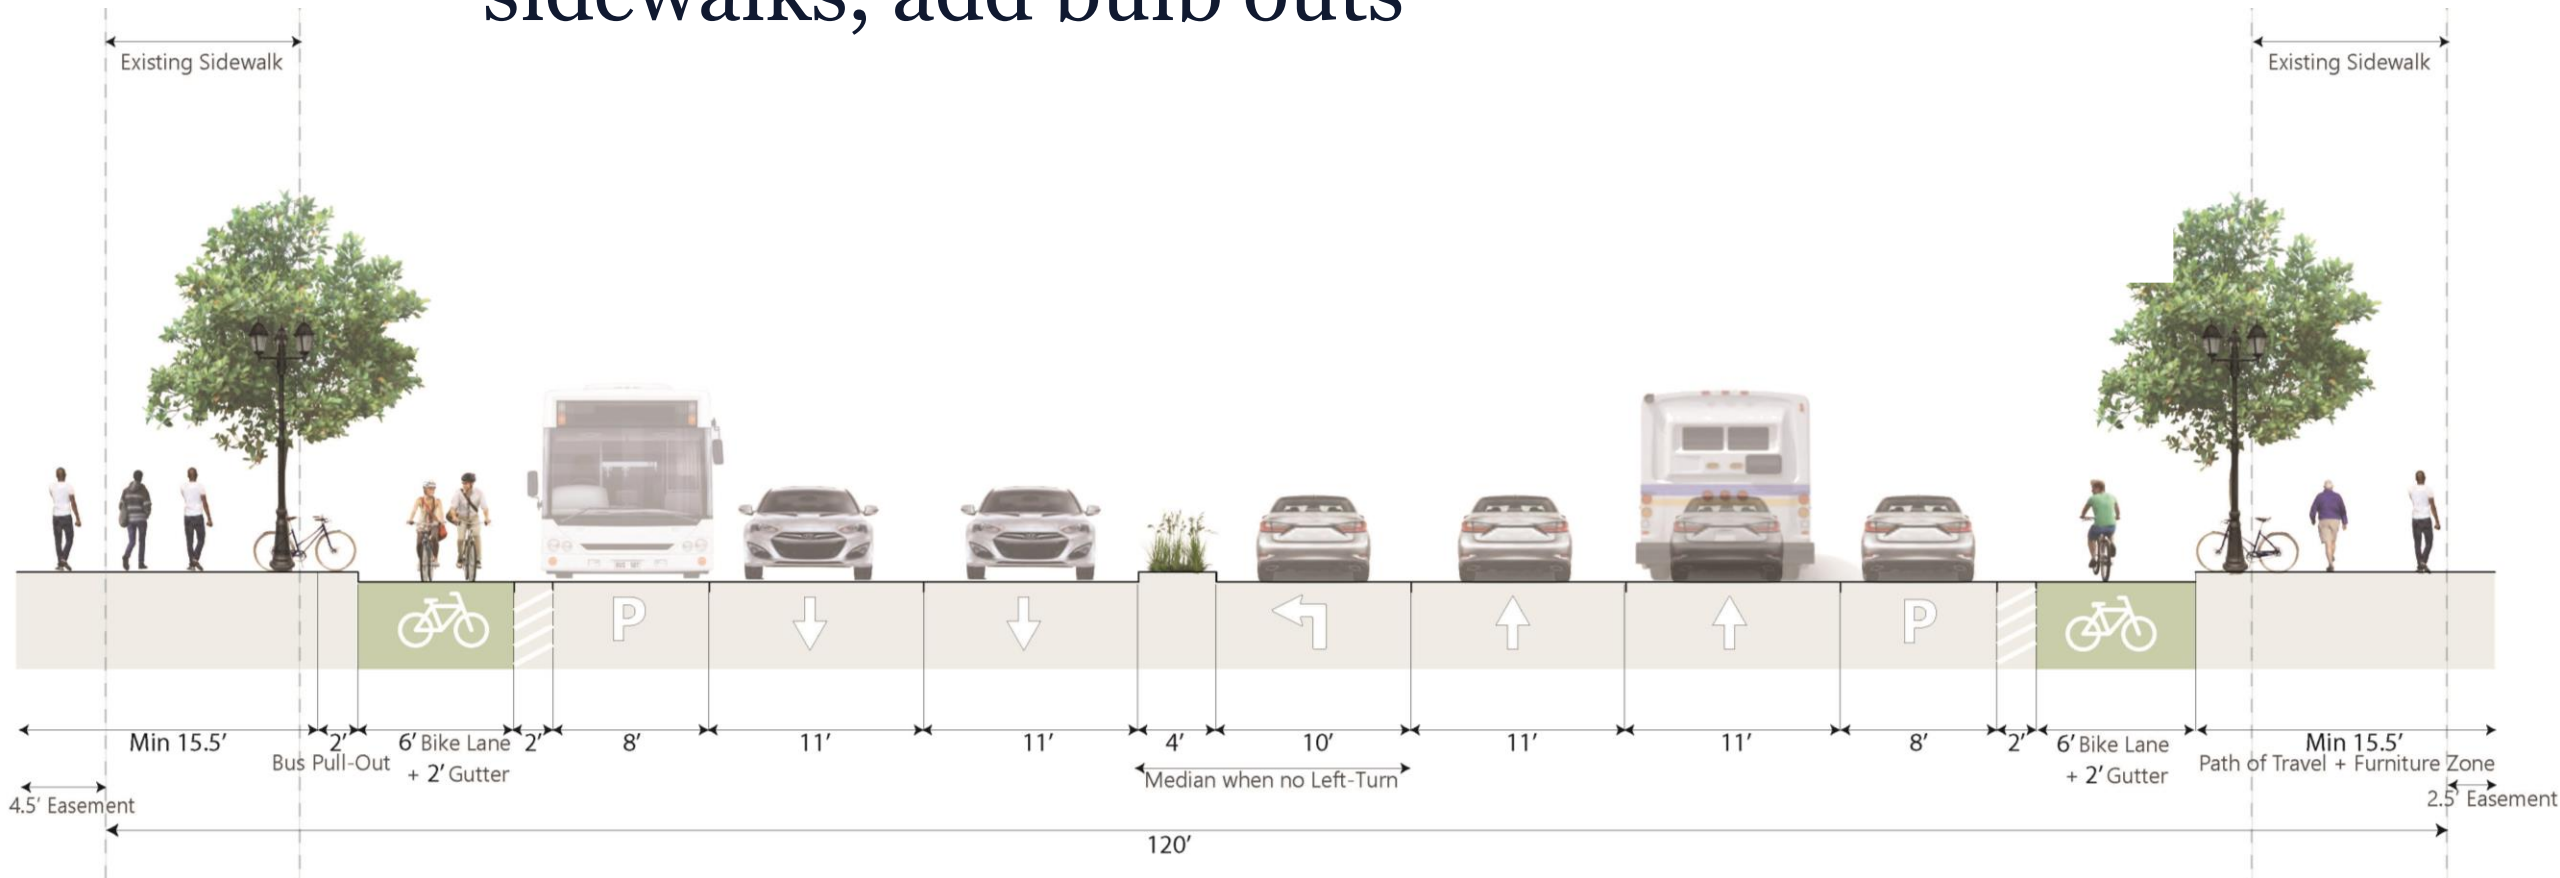 sidewalks, add bulb outs
Existing Sidewalk
Existing Sidewalk
P
P
Min 15.5'
2'
Bus Pull-Out
6' Bike Lane
+ 2' Gutter
2'
8'
11'
11'
4'
10'
Median when no Left-Turn
11'
11'
8'
2'
6' Bike Lane
+ 2' Gutter
Min 15.5'
Path of Travel + Furniture Zone
4.5' Easement
2.5' Easement
120'